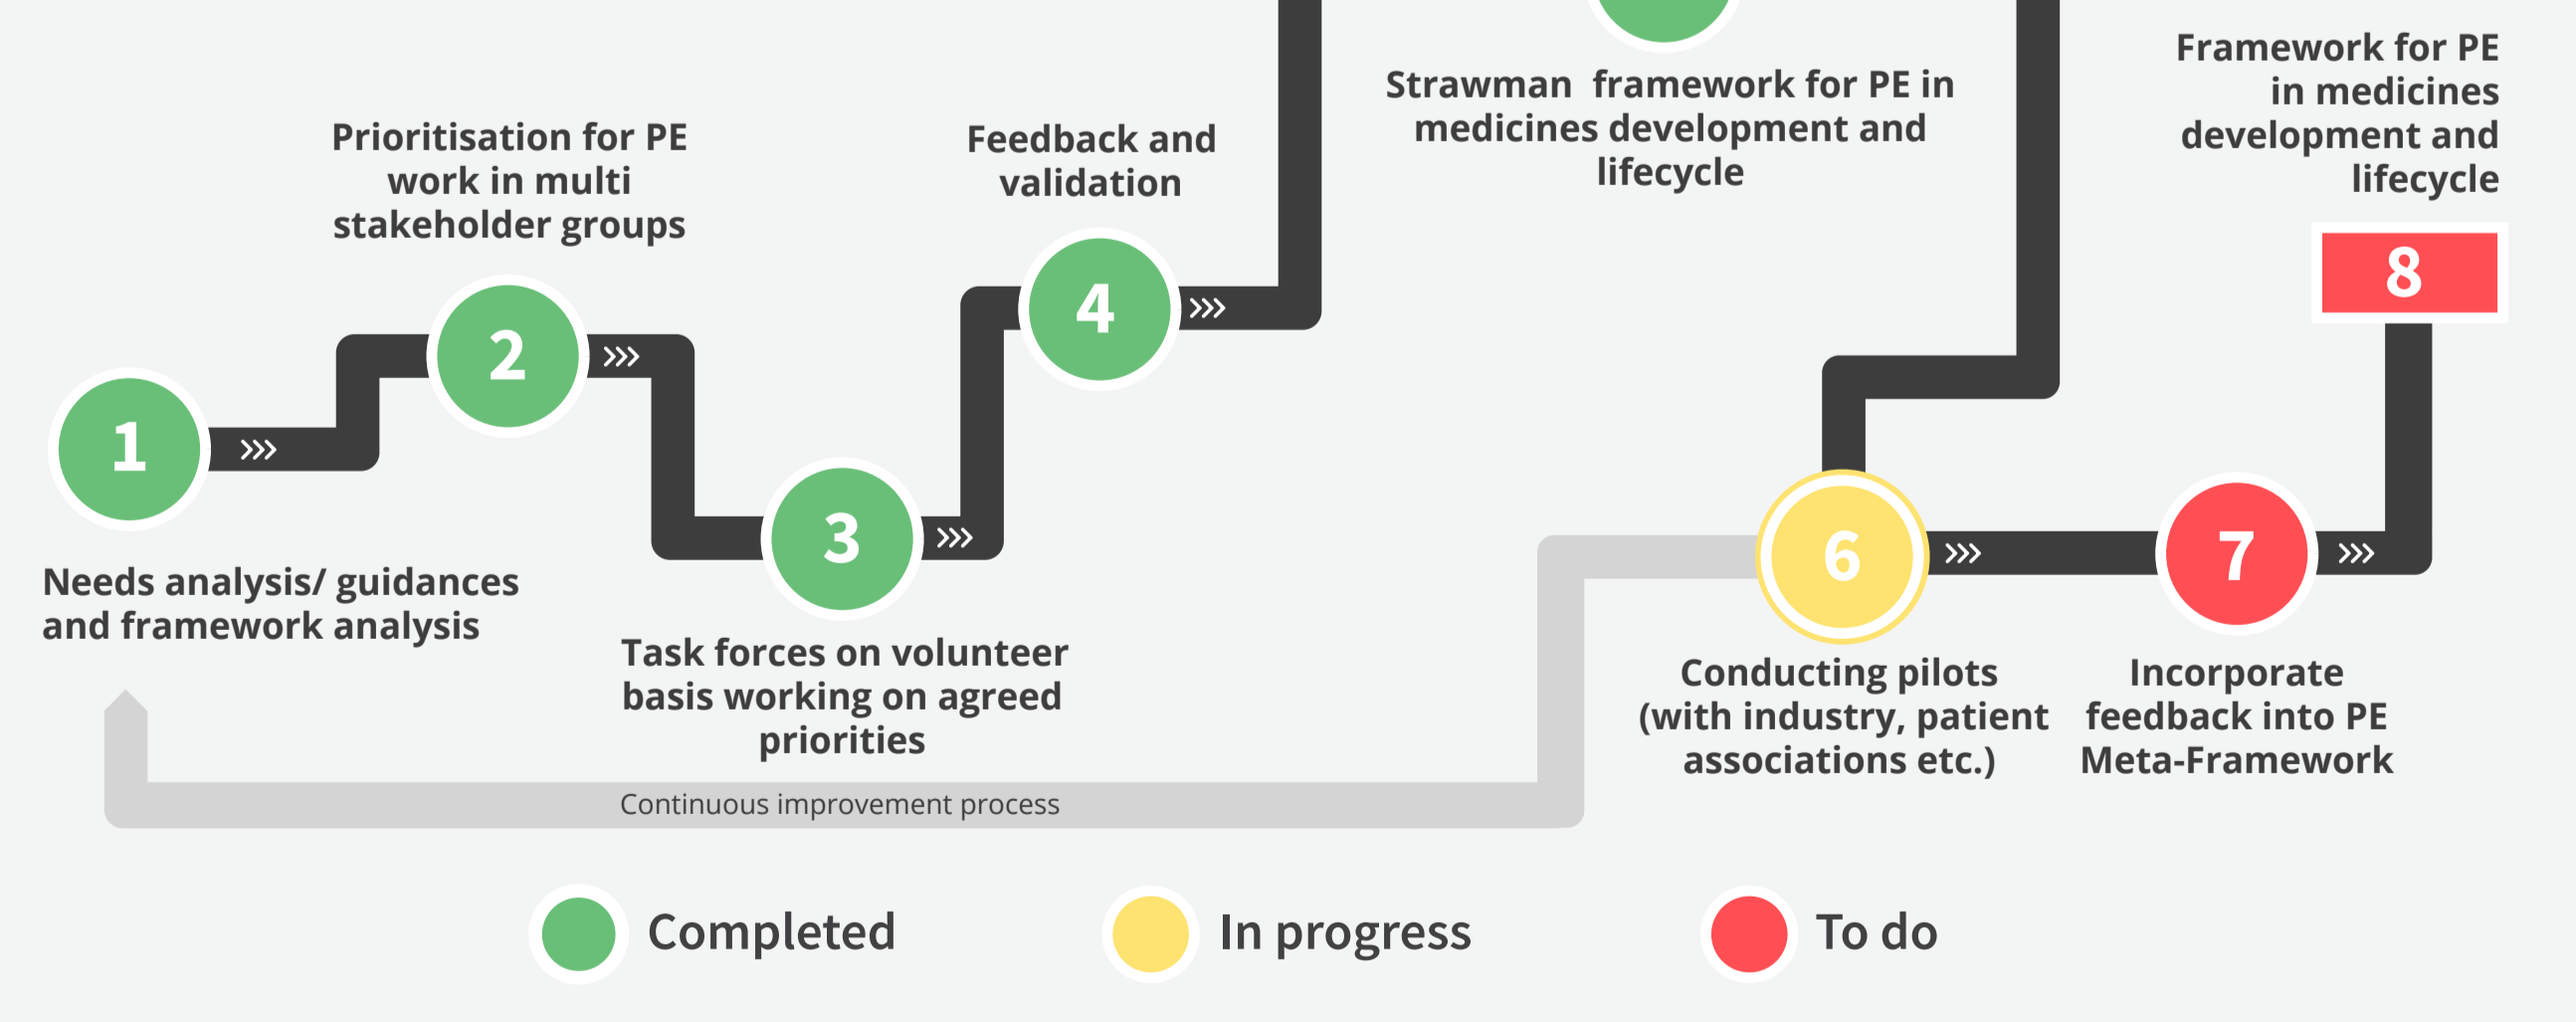 1
Needs analysis/ guidances
and framework analysis
Prioritisation for PE
work in multi
stakeholder groups
2
3
Task forces on volunteer
basis working on agreed
priorities
Feedback and
validation
4
Strawman  framework for PE in
medicines development and
lifecycle
6
Conducting pilots
(with industry, patient
associations etc.)
7
Incorporate
feedback into PE
Meta-Framework
Framework for PE
in medicines
development and
lifecycle
8
Continuous improvement process
Completed
In progress
To do